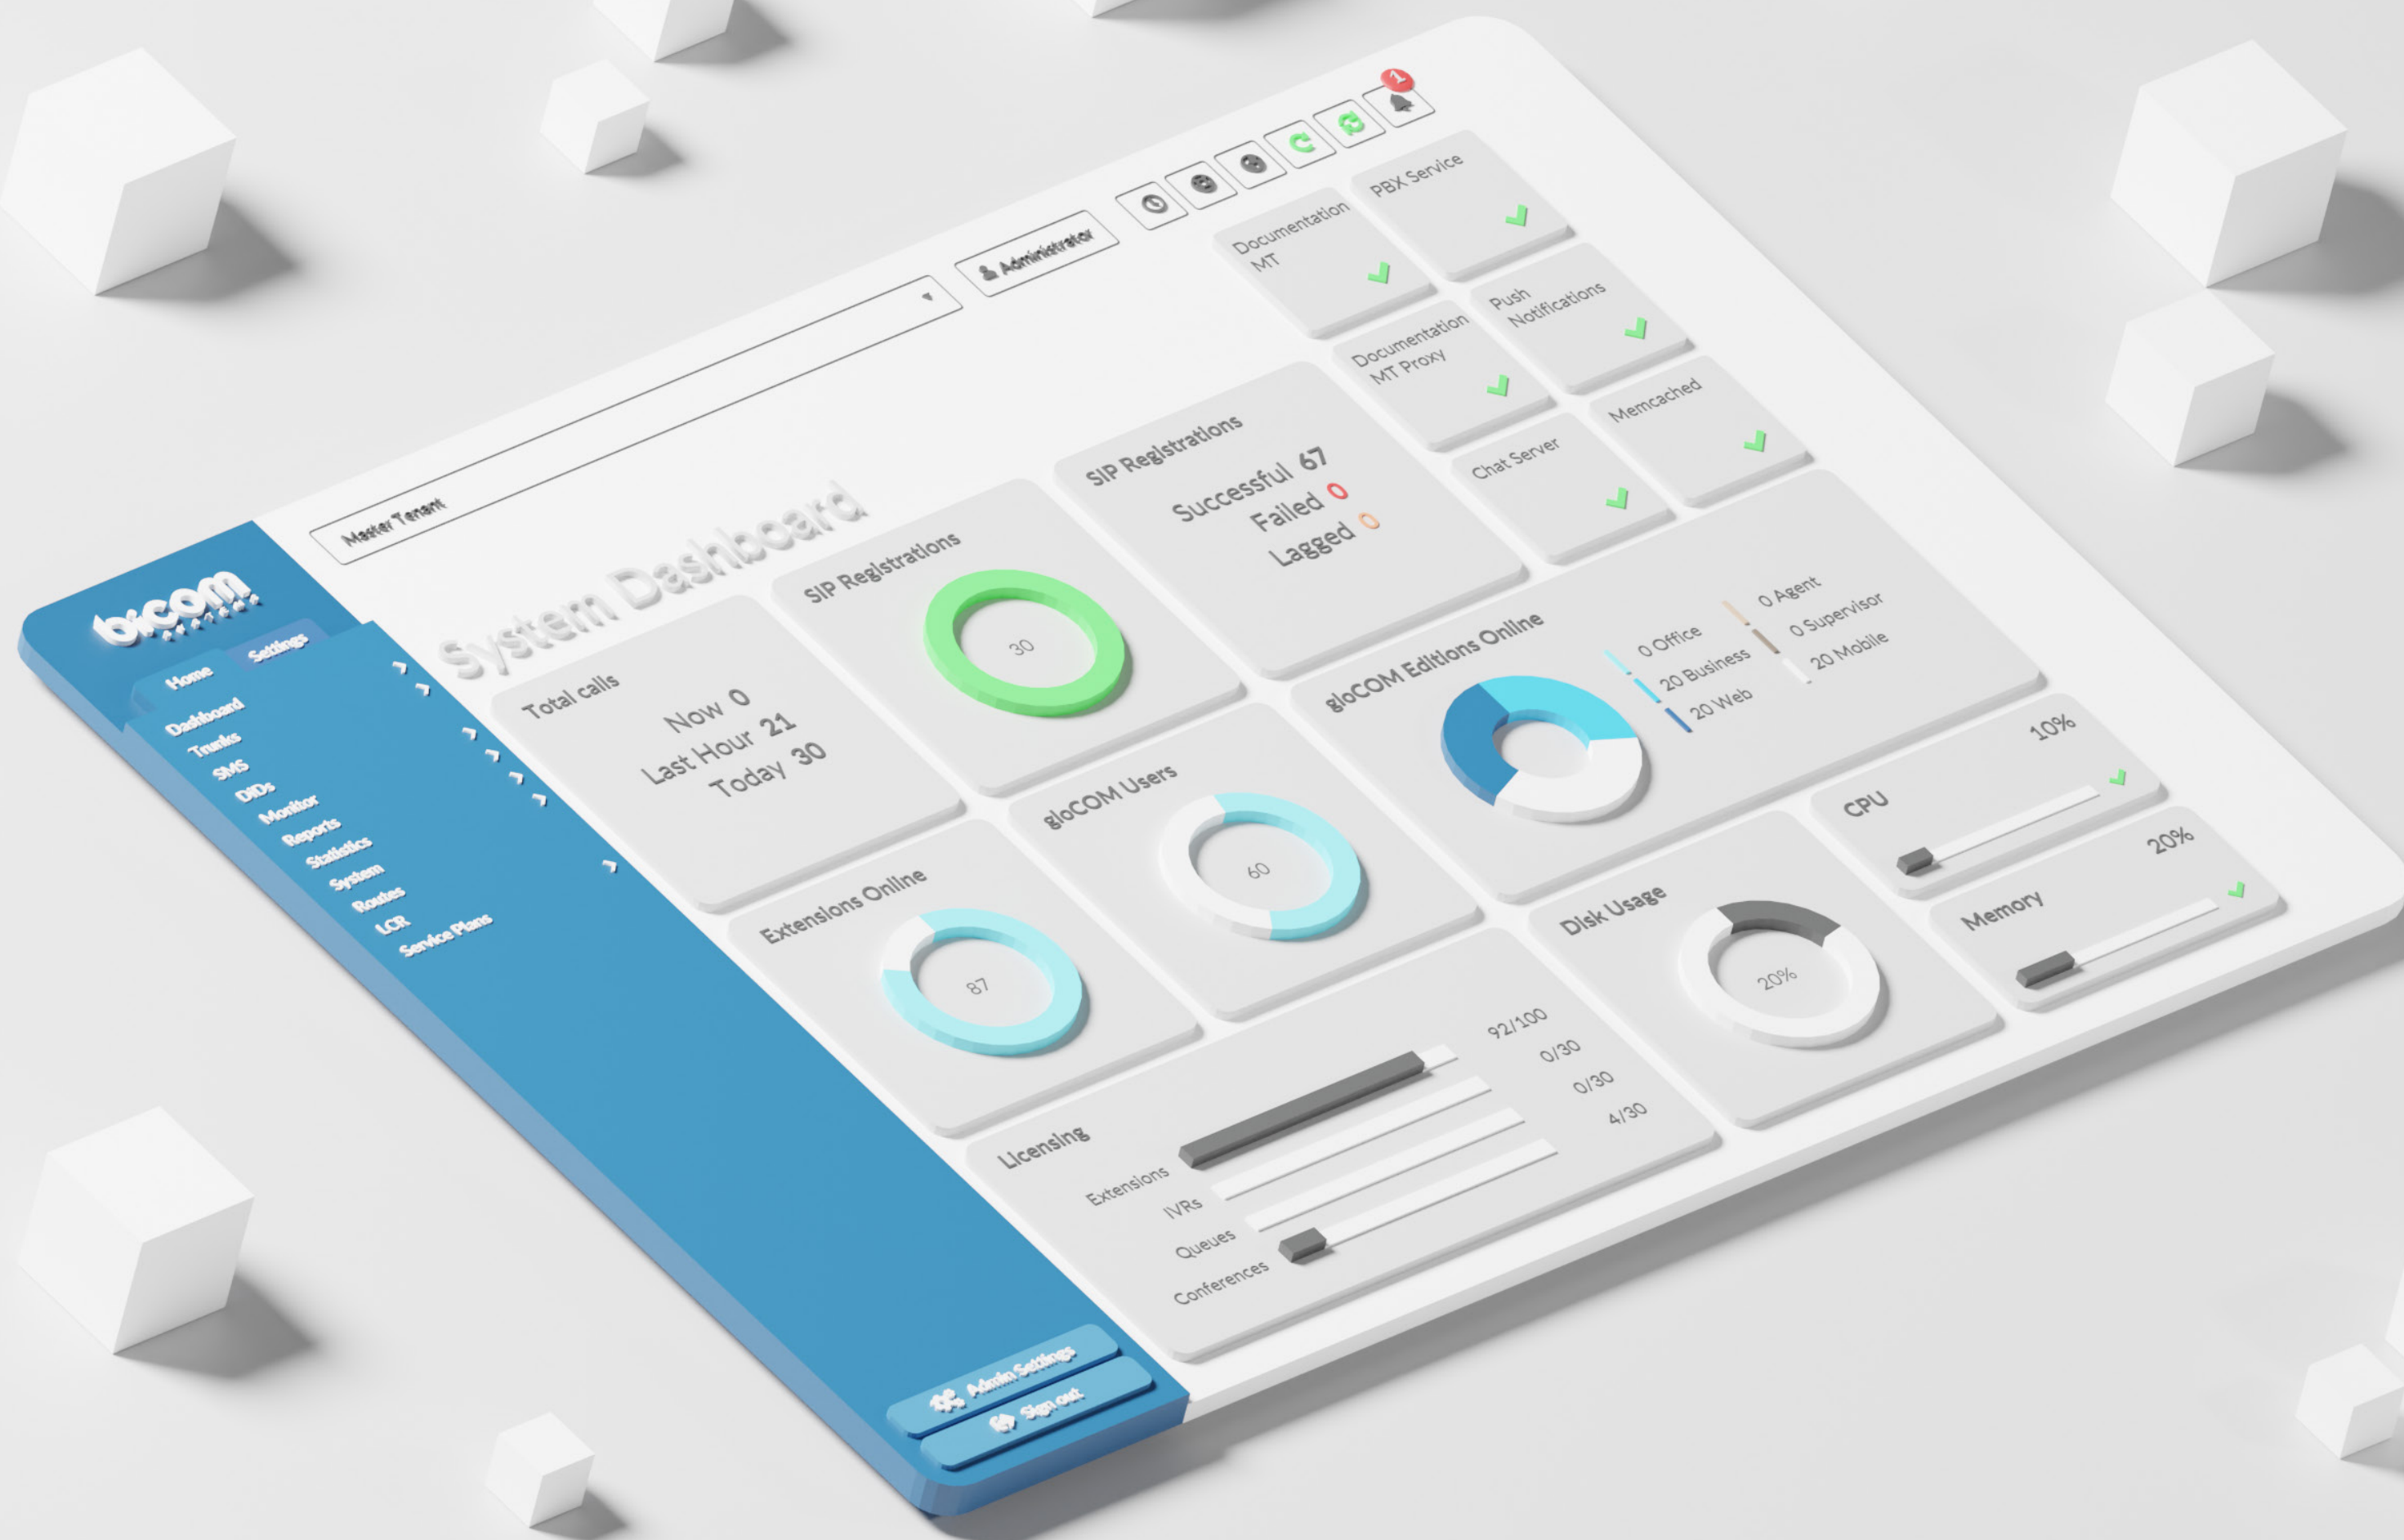 bicom
SYSTEMS
Home
Settings
Dashboard
Trunks
SMS
DIDs
Monitor
Reports
Statistics
System
Routes
LCR
Service Plans
Admin Settings
Sign out
Master Tenant
Administrator
1
System Dashboard
Total calls
Now 0
Last Hour 21
Today 30
SIP Registrations
30
SIP Registrations
Successful 67
Failed 0
Lagged 0
Documentation
MT
PBX Service
Documentation
MT Proxy
Push
Notifications
Chat Server
Memcached
Extensions Online
87
gloCOM Users
60
gloCOM Editions Online
0 Office
20 Business
20 Web
0 Agent
0 Supervisor
20 Mobile
Licensing
Extensions 92/100
IVRs 0/30
Queues 0/30
Conferences 4/30
Disk Usage
20%
CPU
10%
Memory
20%